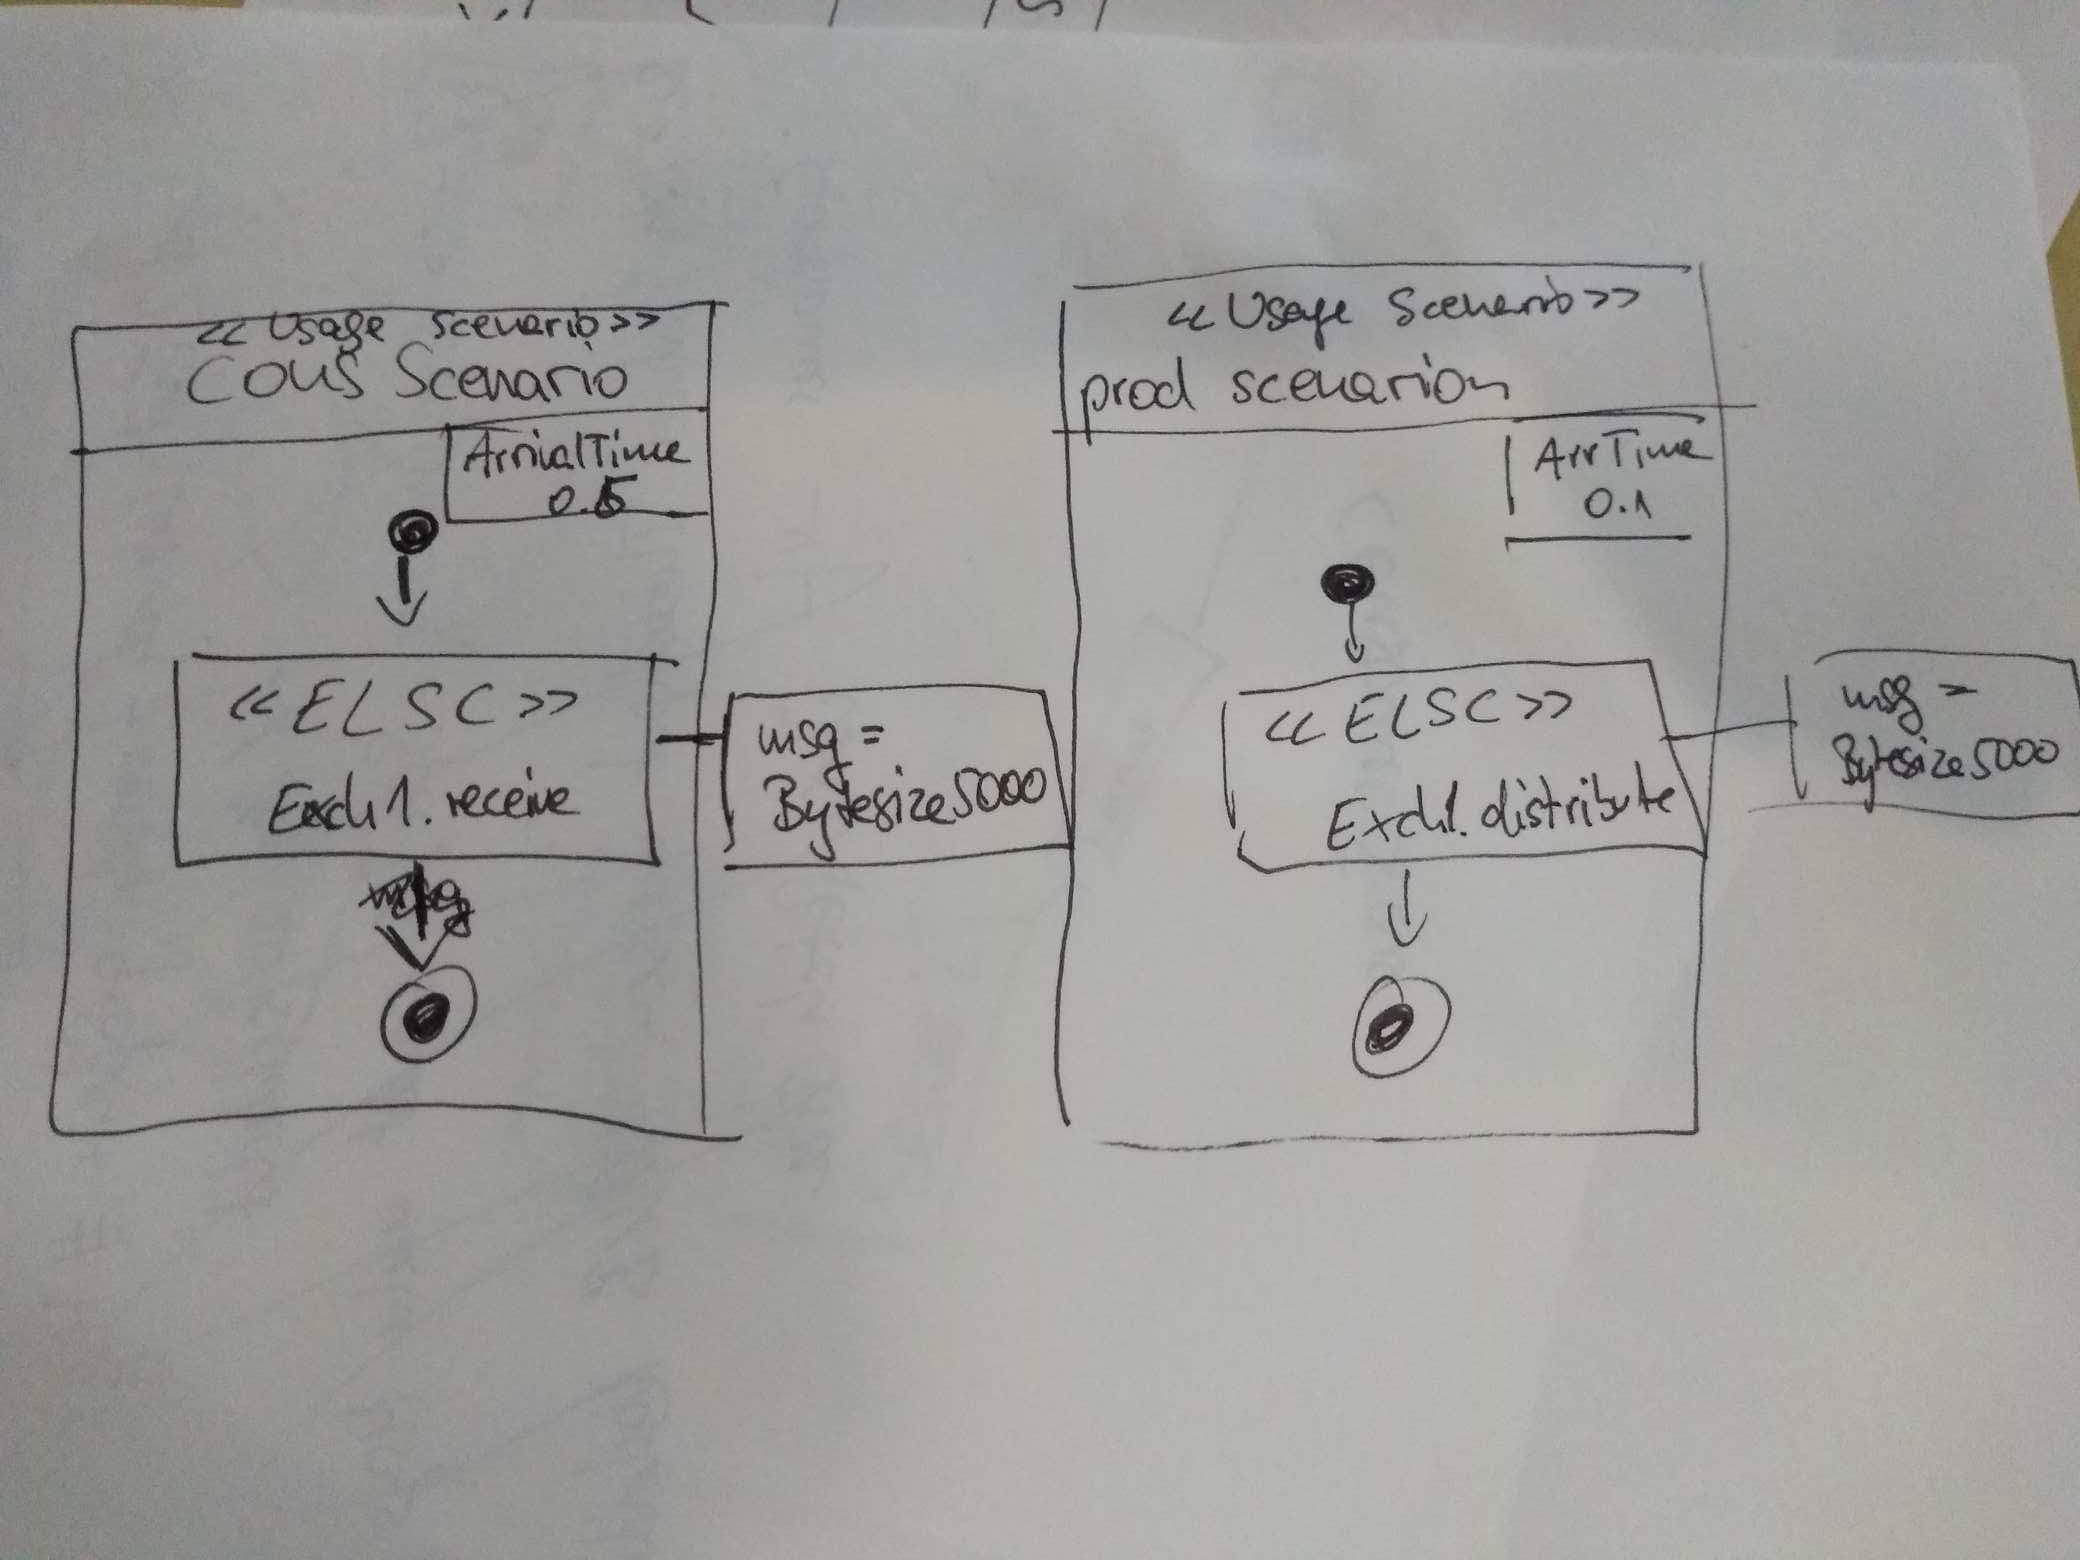 <<Usage Scenario>>
Cons Scenario
ArrivalTime
0.5
<<ELSC>>
Exch1.receive
msg =
Bytesize5000
<<Usage Scenario>>
prod scenarion
ArrTime
0.1
<<ELSC>>
Exch1.distribute
msg =
Bytesize5000